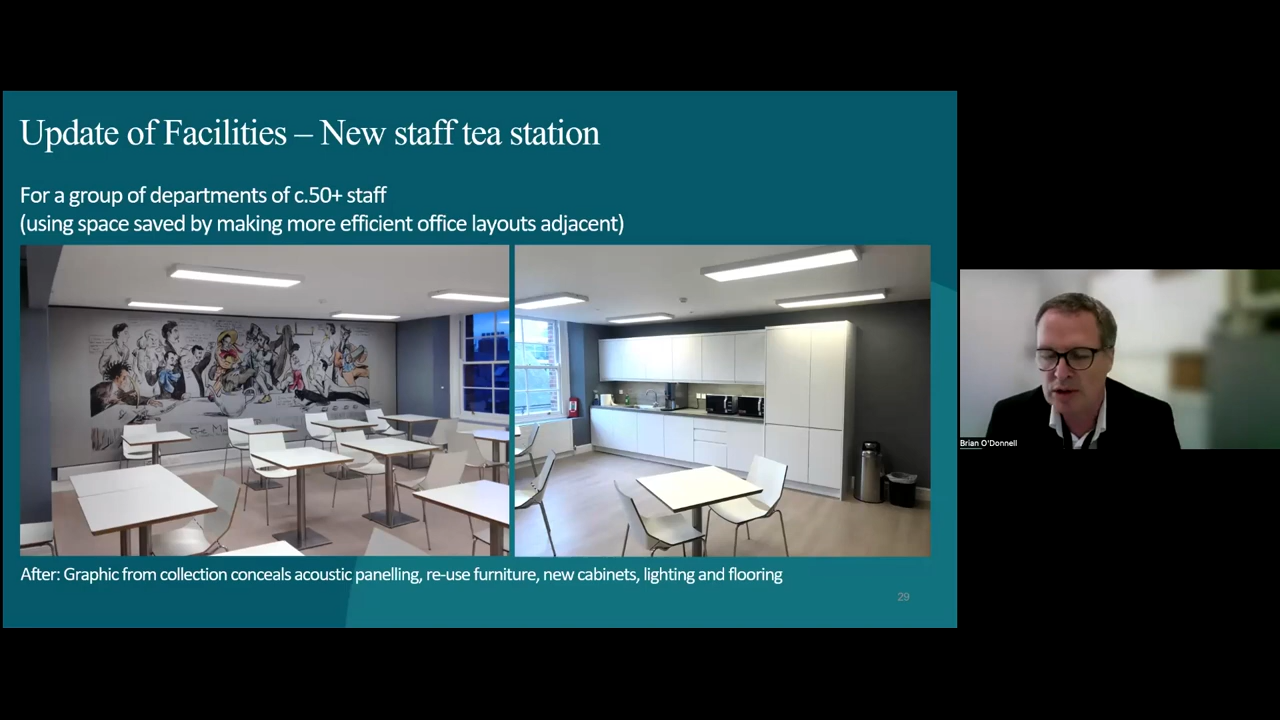 Update of Facilities – New staff tea station
For a group of departments of c.50+ staff
(using space saved by making more efficient office layouts adjacent)
After: Graphic from collection conceals acoustic panelling, re-use furniture, new cabinets, lighting and flooring
29
Brian O'Donnell